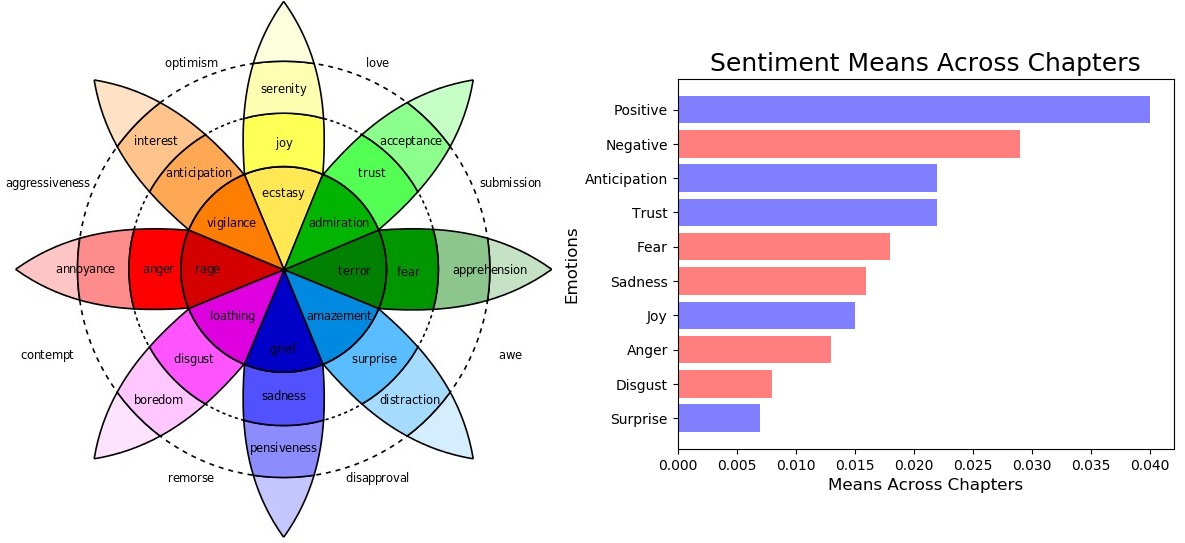 optimism
love
serenity
interest
joy
acceptance
anticipation
trust
aggressiveness
ecstasy
submission
vigilance
admiration
annoyance
anger
rage
terror
fear
apprehension
loathing
amazement
contempt
disgust
grief
surprise
awe
boredom
sadness
distraction
pensiveness
remorse
disapproval
Sentiment Means Across Chapters
Emotions
Positive
Negative
Anticipation
Trust
Fear
Sadness
Joy
Anger
Disgust
Surprise
0.000 0.005 0.010 0.015 0.020 0.025 0.030 0.035 0.040
Means Across Chapters